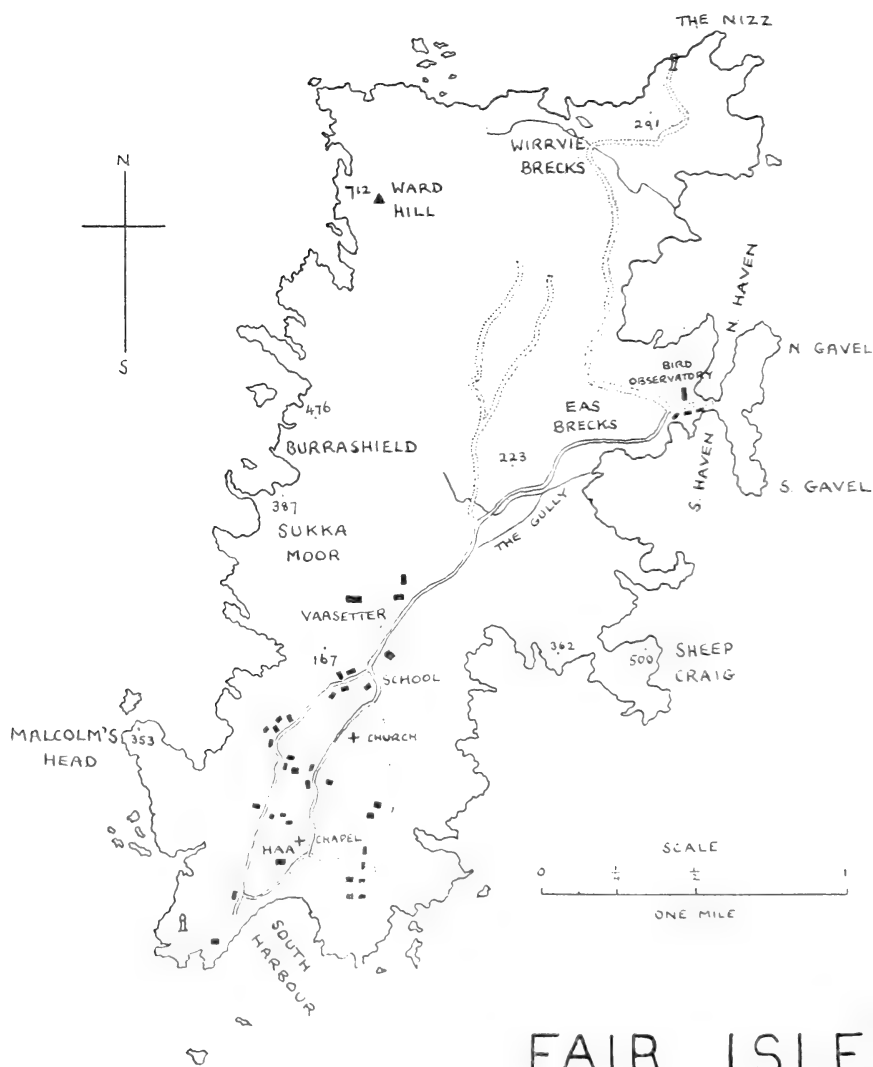 THE NIZZ
291
WIRRVIE
BRECKS
N
712
WARD
HILL
S
N. HAVEN
N GAVEL
BIRD
OBSERVATORY
476
EAS
BRECKS
BURRASHIELD
223
S. HAVEN
S. GAVEL
387
SUKKA
MOOR
THE GULLY
VAASETTER
167
362
500
SHEEP
CRAIG
SCHOOL
MALCOLM'S
HEAD
353
CHURCH
HAA
CHAPEL
SCALE
0 ¼ ½ 1
ONE MILE
SOUTH
HARBOUR
FAIR ISLE